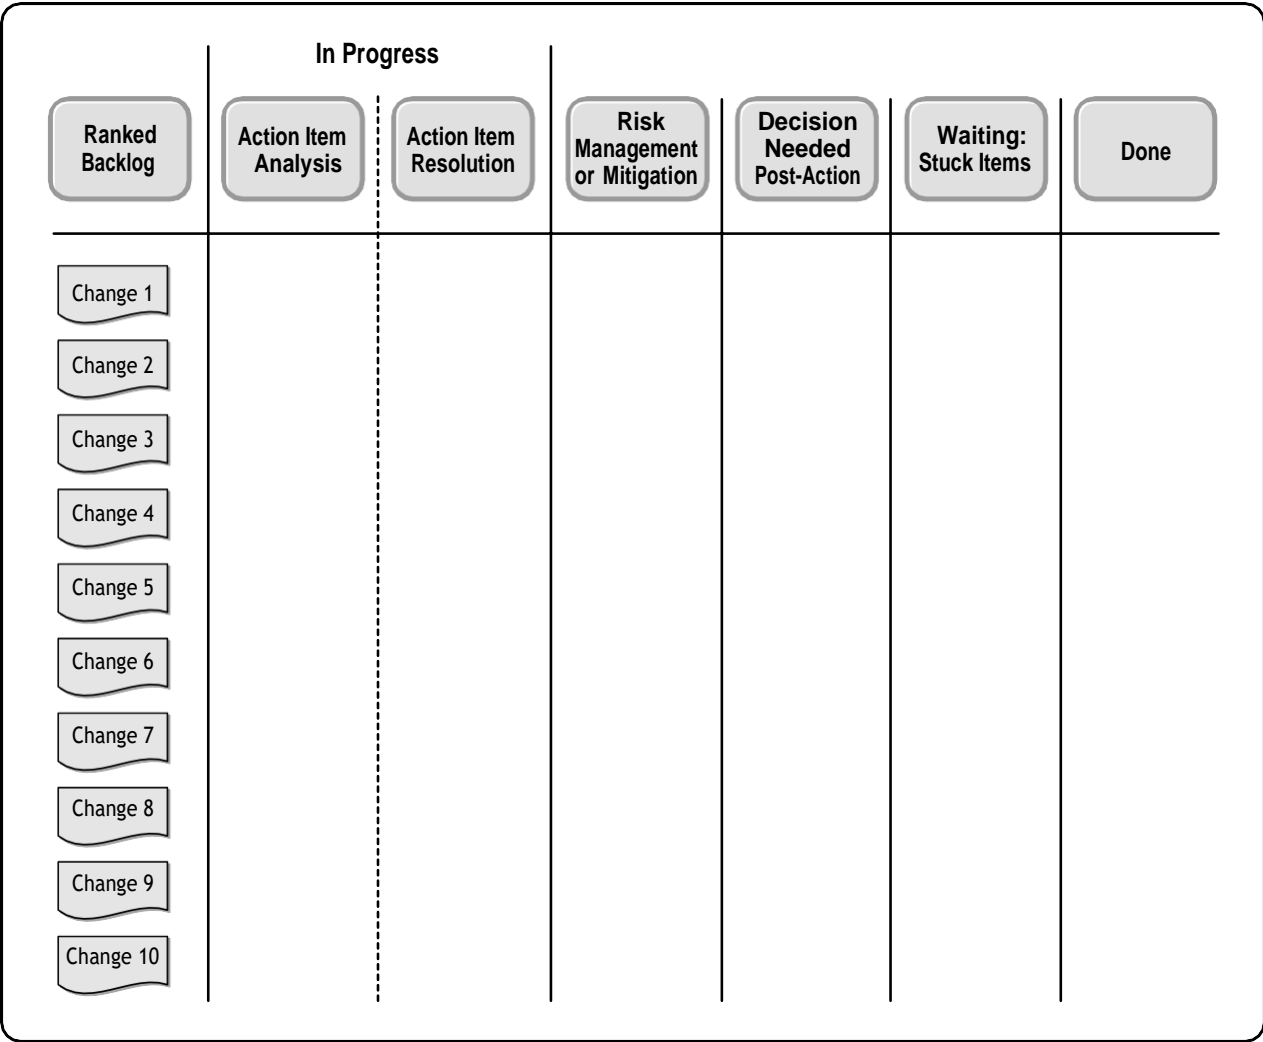 In Progress
Ranked
Backlog
Action Item
Analysis
Action Item
Resolution
Risk
Management
or Mitigation
Decision
Needed
Post-Action
Waiting:
Stuck Items
Done
Change 1
Change 2
Change 3
Change 4
Change 5
Change 6
Change 7
Change 8
Change 9
Change 10